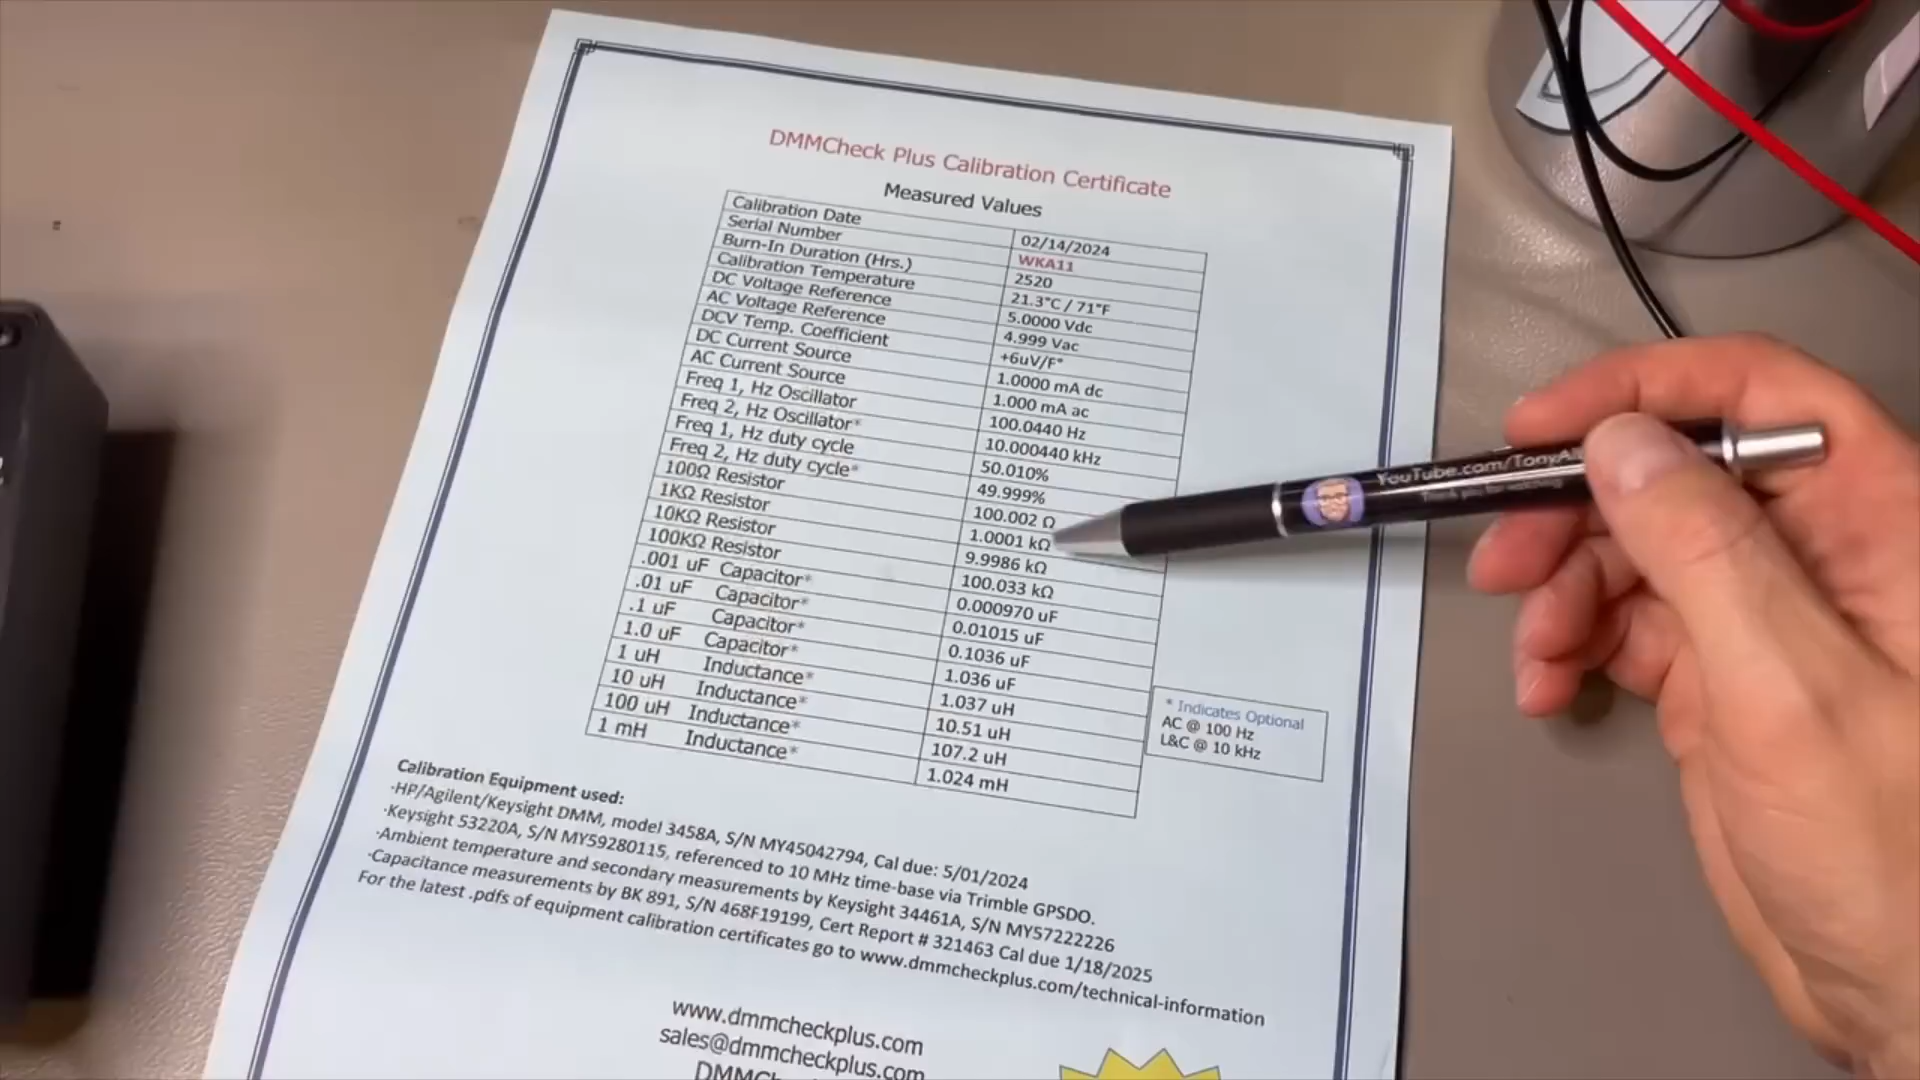 DMMCheck Plus Calibration Certificate
Measured Values
Calibration Date 02/14/2024
Serial Number WKA11
Burn-In Duration (Hrs.) 2520
Calibration Temperature 21.3°C / 71°F
DC Voltage Reference 5.0000 Vdc
AC Voltage Reference 4.999 Vac
DCV Temp. Coefficient +6uV/F°
DC Current Source 1.0000 mA dc
AC Current Source 1.000 mA ac
Freq 1, Hz Oscillator 100.0440 Hz
Freq 2, Hz Oscillator* 10.000440 kHz
Freq 1, Hz duty cycle 50.010%
Freq 2, Hz duty cycle* 49.999%
100Ω Resistor 100.002 Ω
1KΩ Resistor 1.0001 kΩ
10KΩ Resistor 9.9986 kΩ
100KΩ Resistor 100.033 kΩ
.001 uF Capacitor* 0.000970 uF
.01 uF Capacitor* 0.01015 uF
.1 uF Capacitor* 0.1036 uF
1.0 uF Capacitor* 1.036 uF
1 uH Inductance* 1.037 uH
10 uH Inductance* 10.51 uH
100 uH Inductance* 107.2 uH
1 mH Inductance* 1.024 mH
* Indicates Optional
AC @ 100 Hz
L&C @ 10 kHz
Calibration Equipment used:
·HP/Agilent/Keysight DMM, model 3458A, S/N MY45042794, Cal due: 5/01/2024
·Keysight 53220A, S/N MY59280115, referenced to 10 MHz time-base via Trimble GPSDO.
·Ambient temperature and secondary measurements by Keysight 34461A, S/N MY57222226
·Capacitance measurements by BK 891, S/N 468F19199, Cert Report # 321463 Cal due 1/18/2025
For the latest .pdfs of equipment calibration certificates go to www.dmmcheckplus.com/technical-information
www.dmmcheckplus.com
sales@dmmcheckplus.com
YouTube.com/TonyAl
Thank you for watching